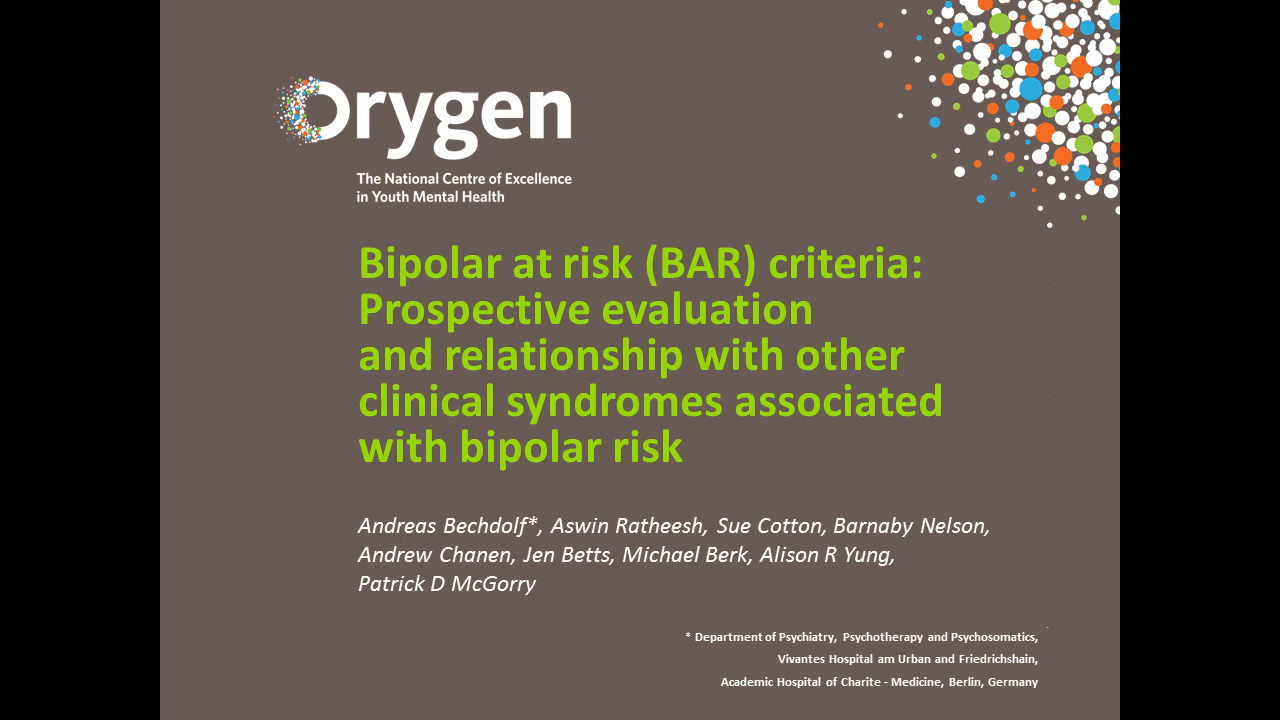 Orygen
The National Centre of Excellence
in Youth Mental Health
Bipolar at risk (BAR) criteria:
Prospective evaluation
and relationship with other
clinical syndromes associated
with bipolar risk
Andreas Bechdolf*, Aswin Ratheesh, Sue Cotton, Barnaby Nelson,
Andrew Chanen, Jen Betts, Michael Berk, Alison R Yung,
Patrick D McGorry
* Department of Psychiatry, Psychotherapy and Psychosomatics,
Vivantes Hospital am Urban and Friedrichshain,
Academic Hospital of Charite - Medicine, Berlin, Germany